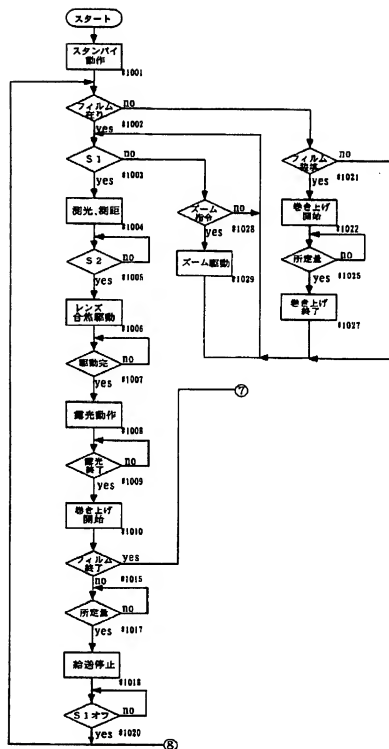 スタート
スタンバイ
動作
#1001
フィルム
在り
no
#1002
yes
S1
no
#1003
yes
測光、測距
#1004
S2
no
#1005
yes
レンズ
合焦駆動
#1006
駆動完
no
#1007
yes
露光動作
#1008
露光
終了
no
#1009
yes
巻き上げ
開始
#1010
フィルム
終了
yes
#1015
no
所定量
no
#1017
yes
給送停止
#1018
S1オフ
no
#1020
yes
ズーム
指令
no
#1028
yes
ズーム駆動
#1029
フィルム
no
#1021
yes
巻き上げ
開始
#1022
所定量
no
#1025
yes
巻き上げ
終了
#1027
⑦
⑧